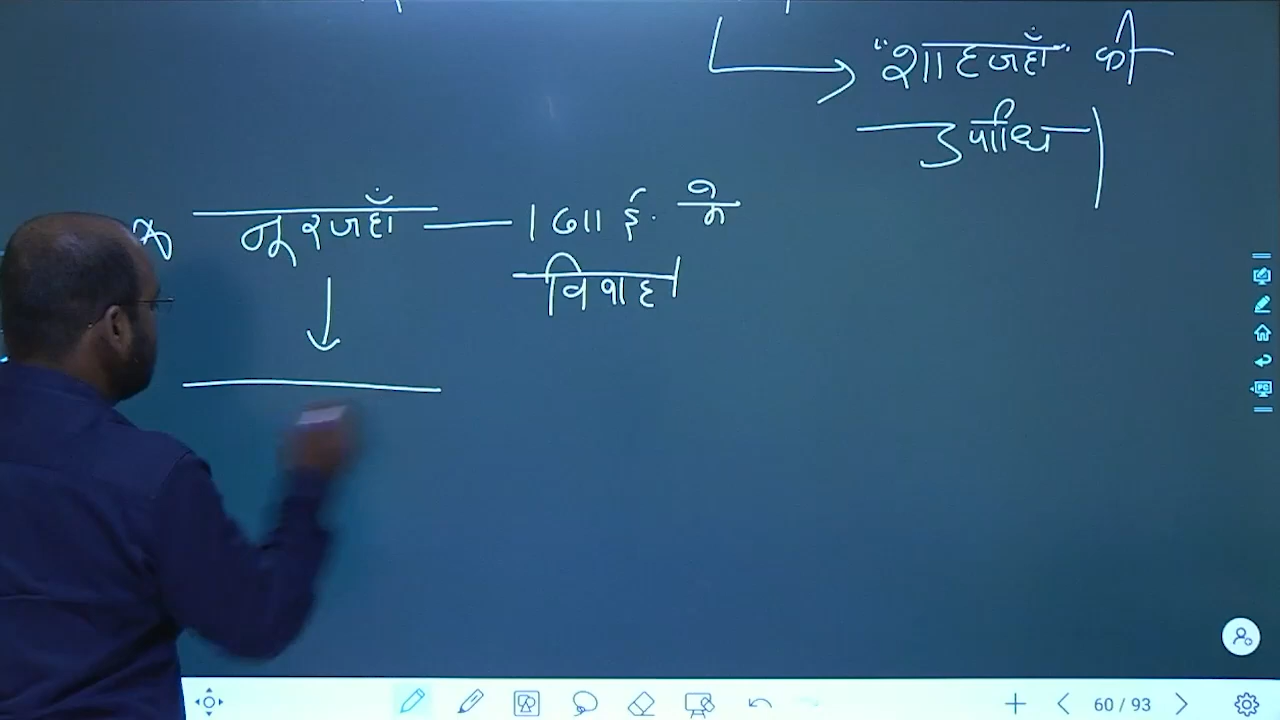 "शाहजहाँ" की
उपाधि
* नूरजहाँ — 1611 ई. में
विवाह
60 / 93